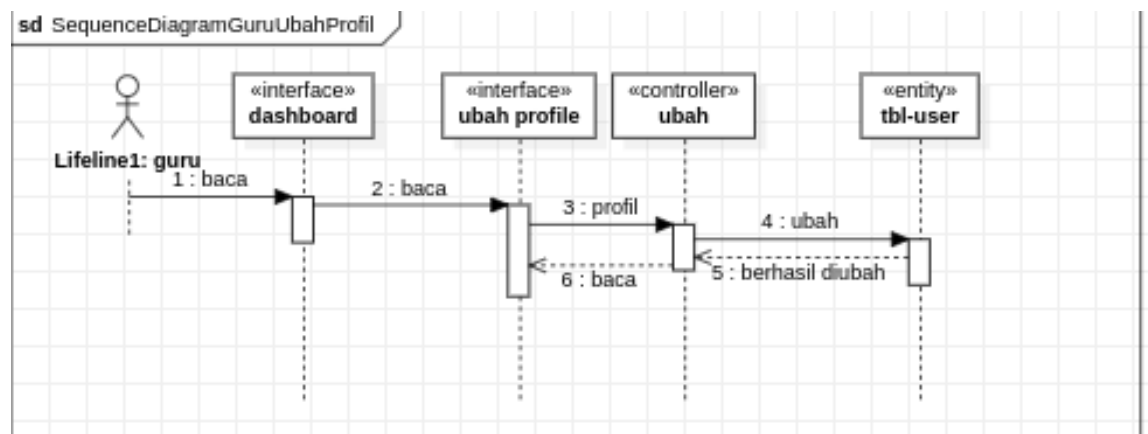 sd SequenceDiagramGuruUbahProfil
«interface»
dashboard
«interface»
ubah profile
«controller»
ubah
«entity»
tbl-user
Lifeline1: guru
1 : baca
2 : baca
3 : profil
4 : ubah
5 : berhasil diubah
6 : baca